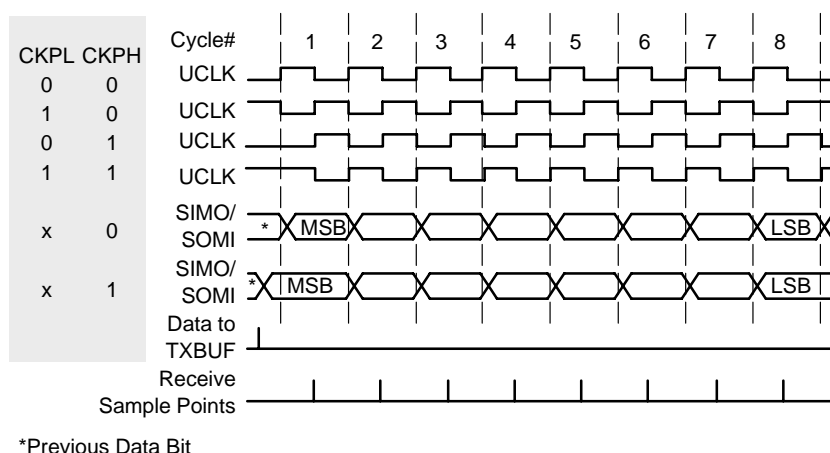 Cycle# 1 2 3 4 5 6 7 8
CKPL CKPH
0 0 UCLK
1 0 UCLK
0 1 UCLK
1 1 UCLK
x 0 SIMO/
SOMI * MSB LSB
x 1 SIMO/
SOMI * MSB LSB
Data to
TXBUF
Receive
Sample Points
*Previous Data Bit